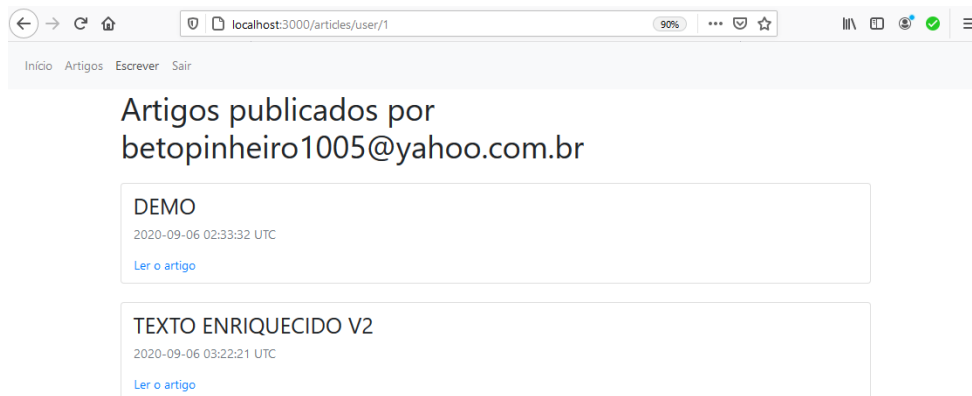 localhost:3000/articles/user/1 90%
Início Artigos Escrever Sair
Artigos publicados por
betopinheiro1005@yahoo.com.br
DEMO
2020-09-06 02:33:32 UTC
Ler o artigo
TEXTO ENRIQUECIDO V2
2020-09-06 03:22:21 UTC
Ler o artigo